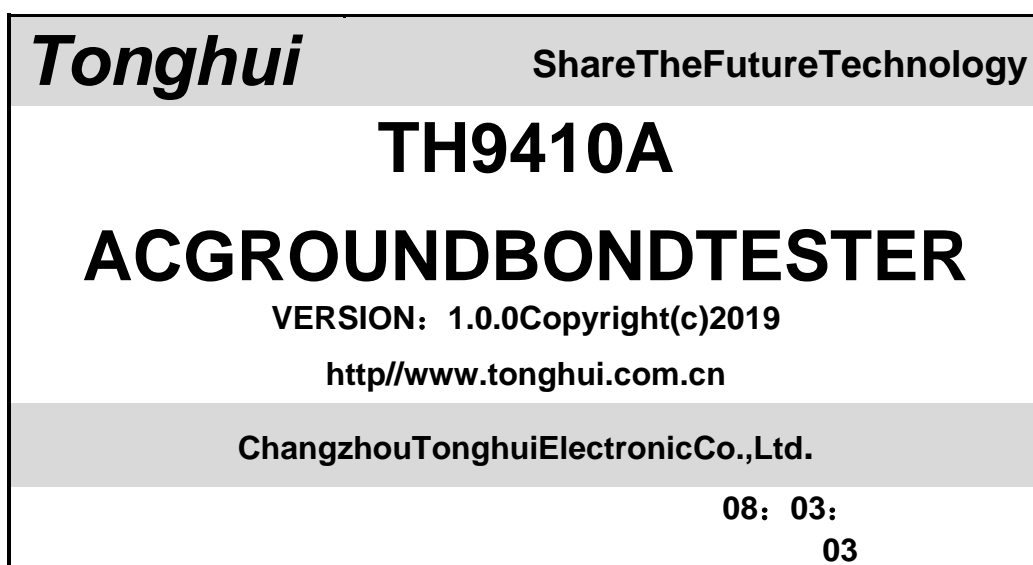 Tonghui ShareTheFutureTechnology
TH9410A
ACGROUNDBONDTESTER
VERSION：1.0.0Copyright(c)2019
http//www.tonghui.com.cn
ChangzhouTonghuiElectronicCo.,Ltd.
08：03：
03